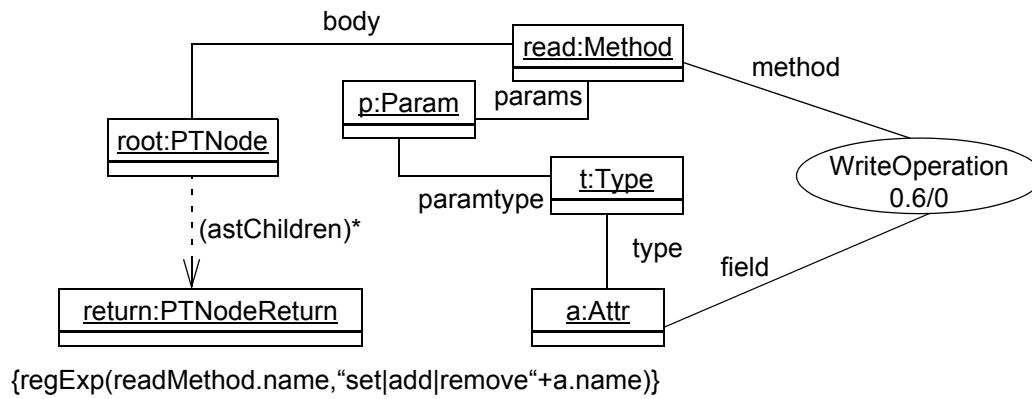 body
read:Method
method
p:Param
params
root:PTNode
WriteOperation
0.6/0
t:Type
paramtype
(astChildren)*
type
field
return:PTNodeReturn
a:Attr
{regExp(readMethod.name,“set|add|remove“+a.name)}